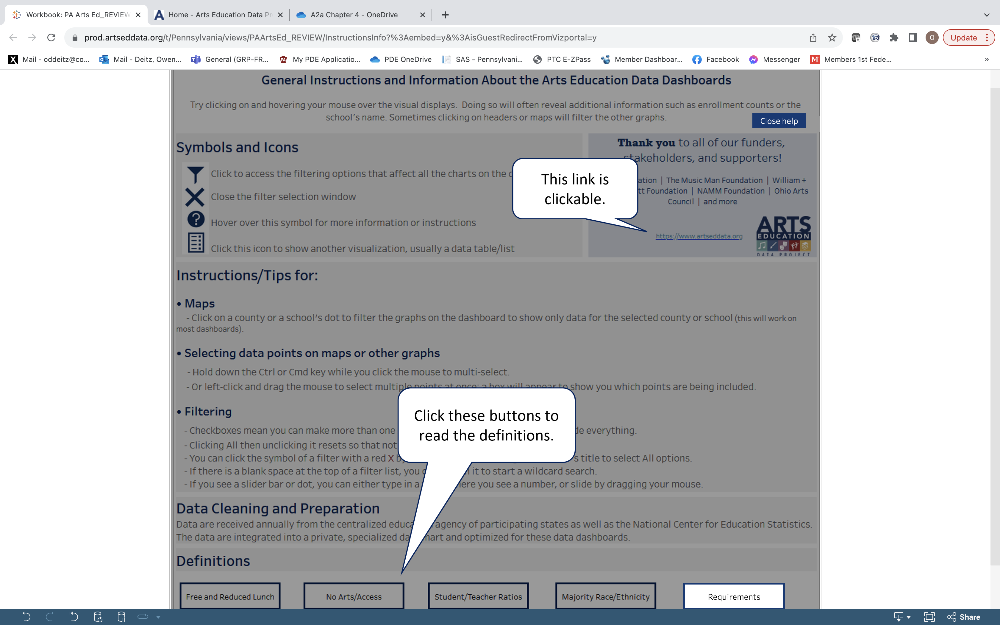 Workbook: PA Arts Ed_REVIEW
Home - Arts Education Data Pr
A2a Chapter 4 - OneDrive
prod.artseddata.org/t/Pennsylvania/views/PAArtsEd_REVIEW/InstructionsInfo?%3Aembed=y&%3AisGuestRedirectFromVizportal=y
O
Update
Mail - oddeitz@co...
Mail - Deitz, Owen...
General (GRP-FR...
My PDE Applicatio...
PDE OneDrive
SAS - Pennsylvani...
PTC E-ZPass
Member Dashboar...
Facebook
Messenger
Members 1st Fede...
»
General Instructions and Information About the Arts Education Data Dashboards
Try clicking on and hovering your mouse over the visual displays. Doing so will often reveal additional information such as enrollment counts or the
school's name. Sometimes clicking on headers or maps will filter the other graphs.
Close help
Symbols and Icons
Click to access the filtering options that affect all the charts on the
Close the filter selection window
Hover over this symbol for more information or instructions
Click this icon to show another visualization, usually a data table/list
Thank you to all of our funders,
stakeholders, and supporters!
ation | The Music Man Foundation | William +
tt Foundation | NAMM Foundation | Ohio Arts
Council | and more
https://www.artseddata.org
ARTS
EDUCATION
DATA PROJECT
This link is
clickable.
Instructions/Tips for:
• Maps
- Click on a county or a school's dot to filter the graphs on the dashboard to show only data for the selected county or school (this will work on
most dashboards).
• Selecting data points on maps or other graphs
- Hold down the Ctrl or Cmd key while you click the mouse to multi-select.
- Or left-click and drag the mouse to select multiple points at once; a box will appear to show you which points are being included.
• Filtering
- Checkboxes mean you can make more than one de everything.
- Clicking All then unclicking it resets so that not
- You can click the symbol of a filter with a red X b 's title to select All options.
- If there is a blank space at the top of a filter list, you it to start a wildcard search.
- If you see a slider bar or dot, you can either type in a here you see a number, or slide by dragging your mouse.
Click these buttons to
read the definitions.
Data Cleaning and Preparation
Data are received annually from the centralized educa agency of participating states as well as the National Center for Education Statistics.
The data are integrated into a private, specialized da mart and optimized for these data dashboards.
Definitions
Free and Reduced Lunch
No Arts/Access
Student/Teacher Ratios
Majority Race/Ethnicity
Requirements
Share